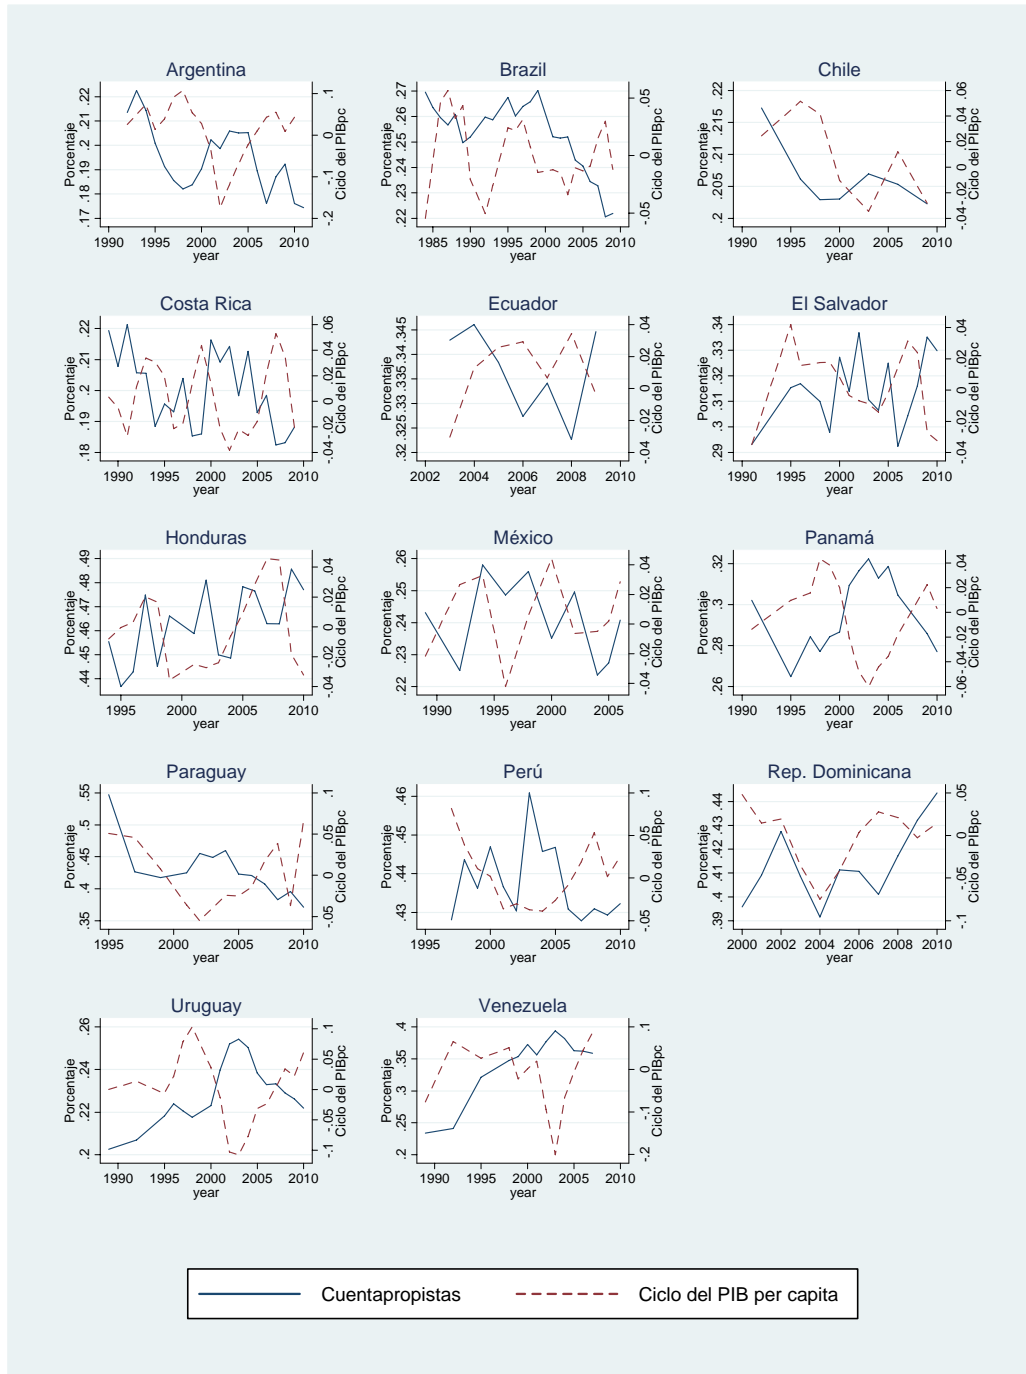 Argentina
Porcentaje
.17 .18 .19 .2 .21 .22
-.2 -.1 0 .1
Ciclo del PIBpc
1990 1995 2000 2005 2010
year
Brazil
Porcentaje
.22 .23 .24 .25 .26 .27
-.05 0 .05
Ciclo del PIBpc
1985 1990 1995 2000 2005 2010
year
Chile
Porcentaje
.2 .205 .21 .215 .22
-.04 -.02 0 .02 .04 .06
Ciclo del PIBpc
1990 1995 2000 2005 2010
year
Costa Rica
Porcentaje
.18 .19 .20 .21 .22
-.04 -.02 0 .02 .04 .06
Ciclo del PIBpc
1990 1995 2000 2005 2010
year
Ecuador
Porcentaje
.32 .325 .33 .335 .34 .345
-.04 -.02 0 .02 .04
Ciclo del PIBpc
2002 2004 2006 2008 2010
year
El Salvador
Porcentaje
.29 .3 .31 .32 .33 .34
-.04 -.02 0 .02 .04
Ciclo del PIBpc
1990 1995 2000 2005 2010
year
Honduras
Porcentaje
.44 .45 .46 .47 .48 .49
-.04 -.02 0 .02 .04
Ciclo del PIBpc
1995 2000 2005 2010
year
México
Porcentaje
.22 .23 .24 .25 .26
-.04 -.02 0 .02 .04
Ciclo del PIBpc
1990 1995 2000 2005
year
Panamá
Porcentaje
.26 .28 .3 .32
-.06 -.04 -.02 0 .02 .04
Ciclo del PIBpc
1990 1995 2000 2005 2010
year
Paraguay
Porcentaje
.35 .4 .45 .5 .55
-.05 0 .05 .1
Ciclo del PIBpc
1995 2000 2005 2010
year
Perú
Porcentaje
.43 .44 .45 .46
-.05 0 .05 .1
Ciclo del PIBpc
1995 2000 2005 2010
year
Rep. Dominicana
Porcentaje
.39 .4 .41 .42 .43 .44
-.1 -.05 0 .05
Ciclo del PIBpc
2000 2002 2004 2006 2008 2010
year
Uruguay
Porcentaje
.2 .22 .24 .26
-.1 -.05 0 .05 .1
Ciclo del PIBpc
1990 1995 2000 2005 2010
year
Venezuela
Porcentaje
.2 .25 .3 .35 .4
-.2 -.1 0 .1
Ciclo del PIBpc
1990 1995 2000 2005 2010
year
Cuentapropistas
Ciclo del PIB per capita